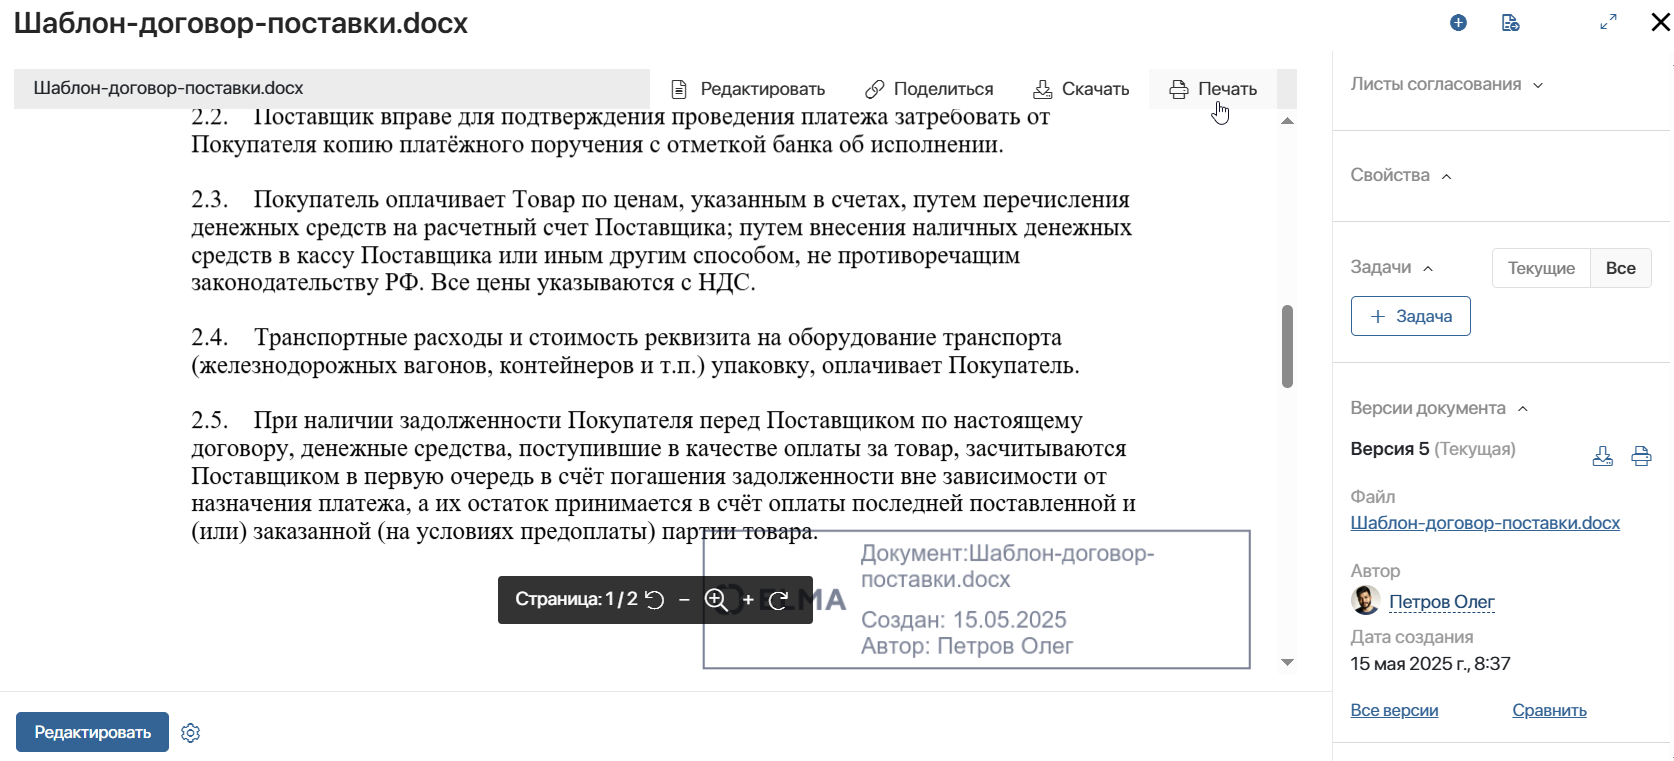 Шаблон-договор-поставки.docx
Шаблон-договор-поставки.docx
Редактировать
Поделиться
Скачать
Печать
2.2. Поставщик вправе для подтверждения проведения платежа затребовать от
Покупателя копию платёжного поручения с отметкой банка об исполнении.
2.3. Покупатель оплачивает Товар по ценам, указанным в счетах, путем перечисления
денежных средств на расчетный счет Поставщика; путем внесения наличных денежных
средств в кассу Поставщика или иным другим способом, не противоречащим
законодательству РФ. Все цены указываются с НДС.
2.4. Транспортные расходы и стоимость реквизита на оборудование транспорта
(железнодорожных вагонов, контейнеров и т.п.) упаковку, оплачивает Покупатель.
2.5. При наличии задолженности Покупателя перед Поставщиком по настоящему
договору, денежные средства, поступившие в качестве оплаты за товар, засчитываются
Поставщиком в первую очередь в счёт погашения задолженности вне зависимости от
назначения платежа, а их остаток принимается в счёт оплаты последней поставленной и
(или) заказанной (на условиях предоплаты) партии товара.
ELMA
Документ:Шаблон-договор-
поставки.docx
Создан: 15.05.2025
Автор: Петров Олег
Страница: 1 / 2
Редактировать
Листы согласования
Свойства
Задачи
Текущие
Все
+ Задача
Версии документа
Версия 5 (Текущая)
Файл
Шаблон-договор-поставки.docx
Автор
Петров Олег
Дата создания
15 мая 2025 г., 8:37
Все версии
Сравнить